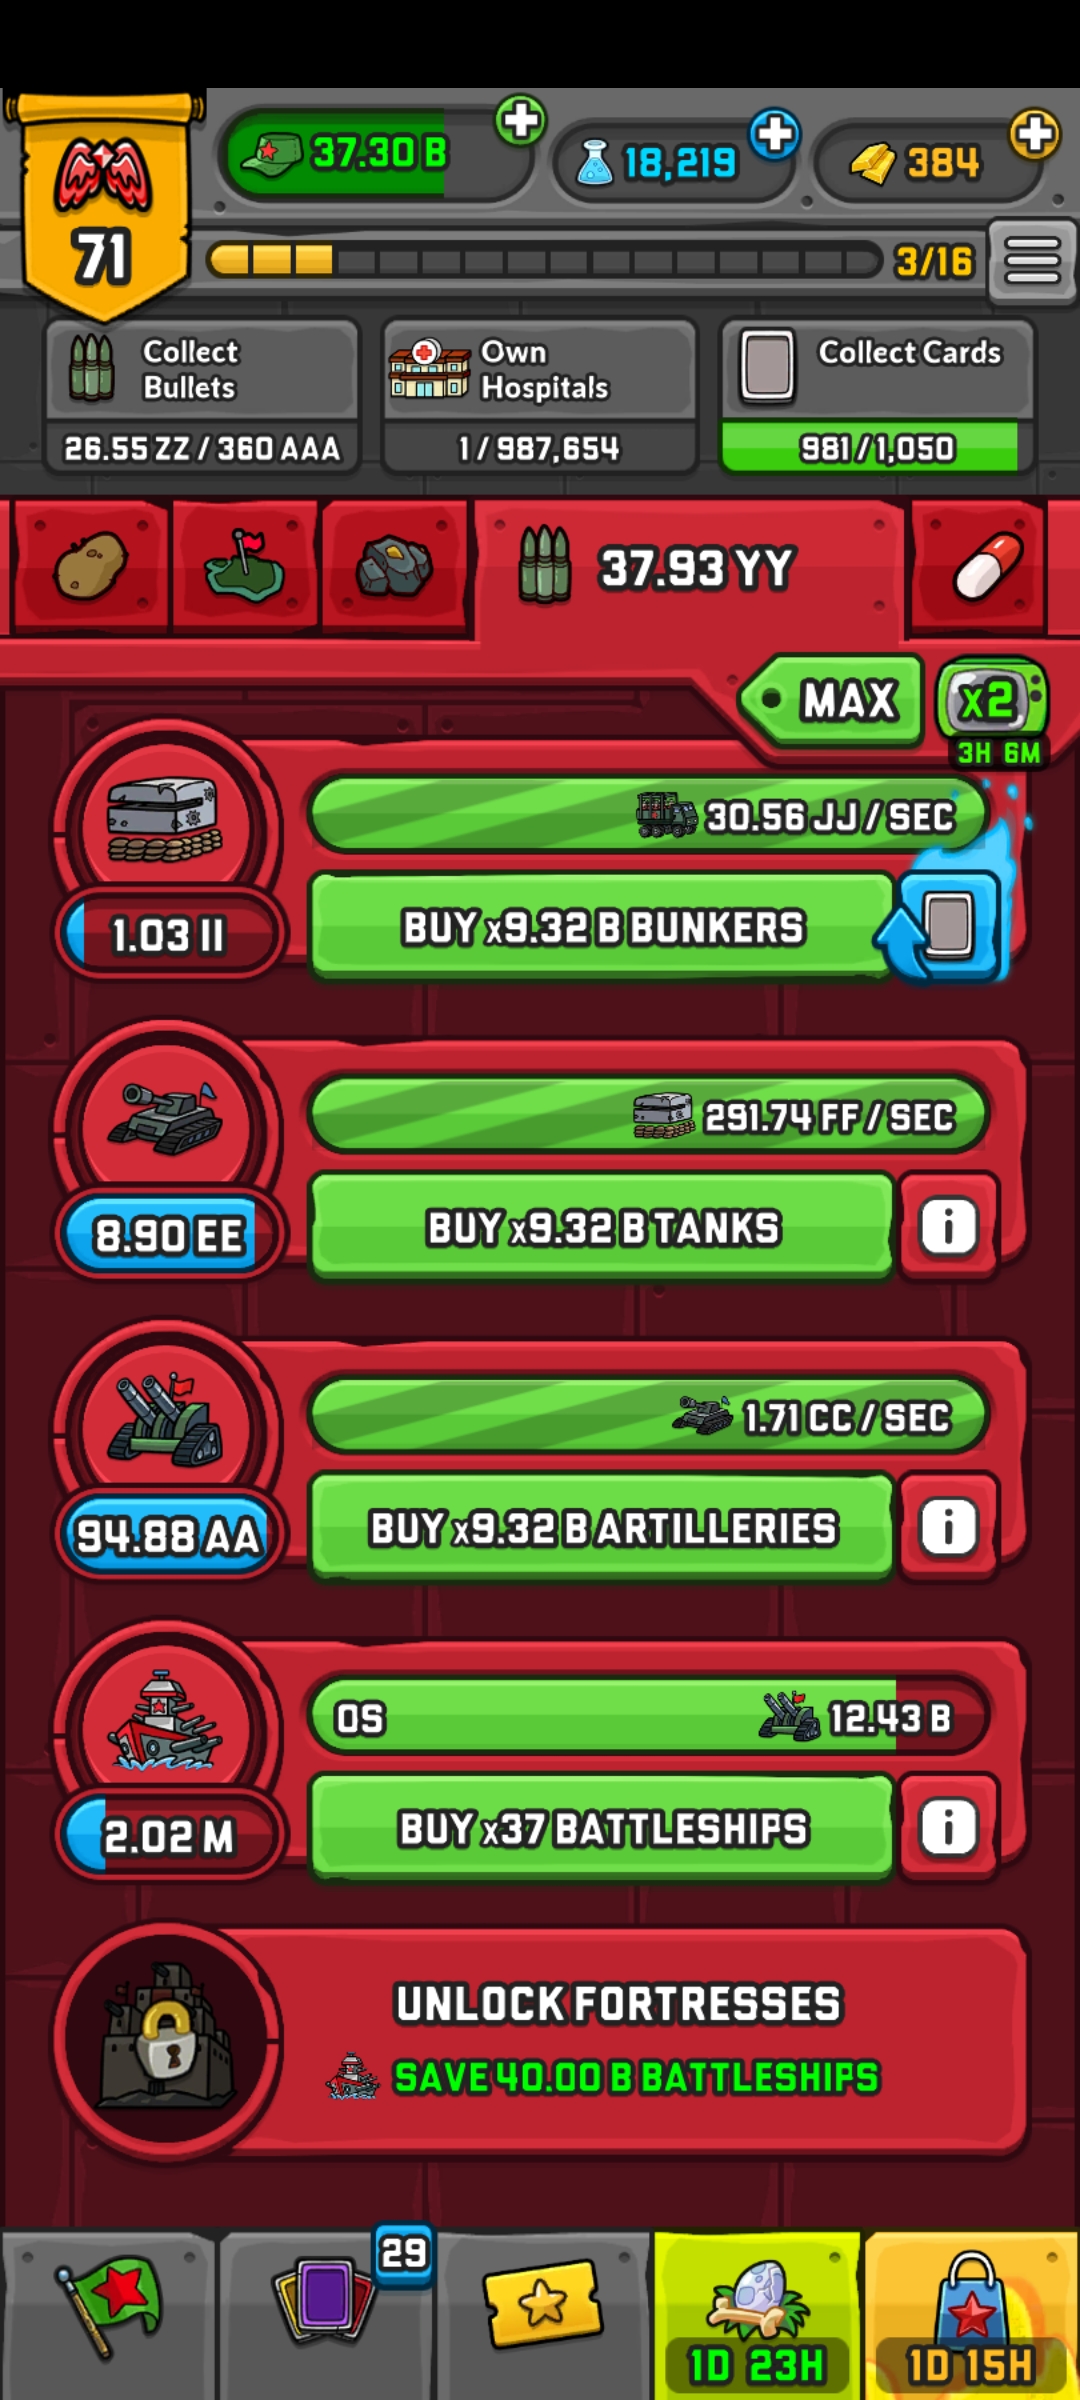 37.30 B
18,219
384
71
3/16
Collect
Bullets
26.55 ZZ / 360 AAA
Own
Hospitals
1 / 987,654
Collect Cards
981 / 1,050
37.93 YY
MAX
x2
3H 6M
30.56 JJ / SEC
1.03 II
BUY x9.32 B BUNKERS
291.74 FF / SEC
8.90 EE
BUY x9.32 B TANKS
i
1.71 CC / SEC
94.88 AA
BUY x9.32 B ARTILLERIES
i
0S
12.43 B
2.02 M
BUY x37 BATTLESHIPS
i
UNLOCK FORTRESSES
SAVE 40.00 B BATTLESHIPS
29
1D 23H
1D 15H